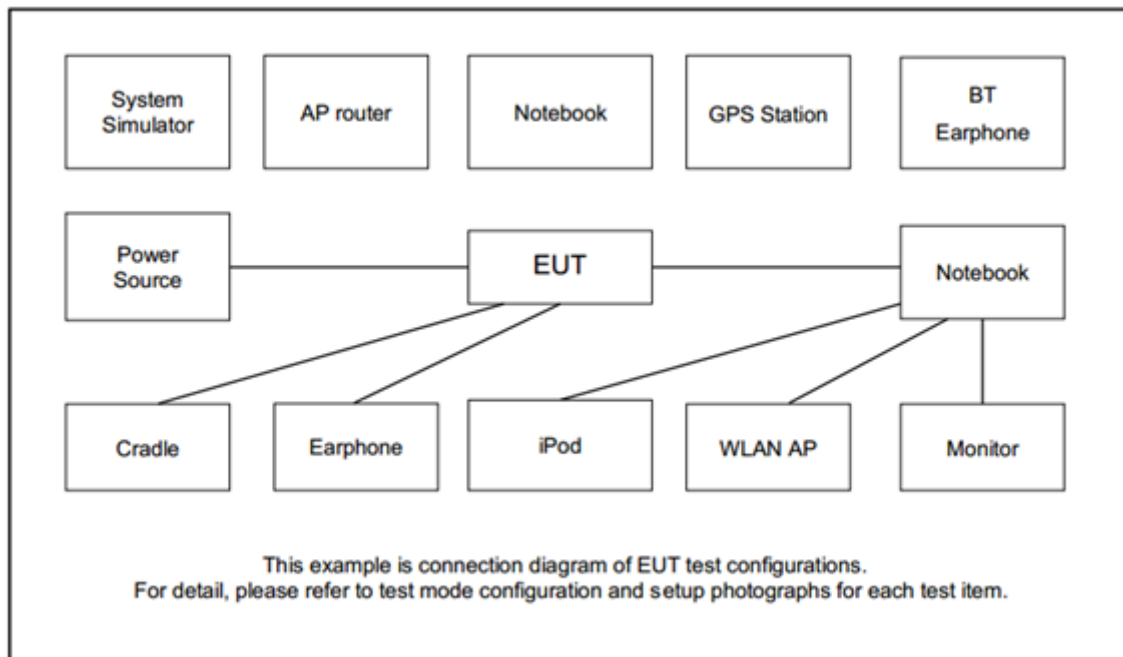 System
Simulator
AP router
Notebook
GPS Station
BT
Earphone
Power
Source
EUT
Notebook
Cradle
Earphone
iPod
WLAN AP
Monitor
This example is connection diagram of EUT test configurations.
For detail, please refer to test mode configuration and setup photographs for each test item.